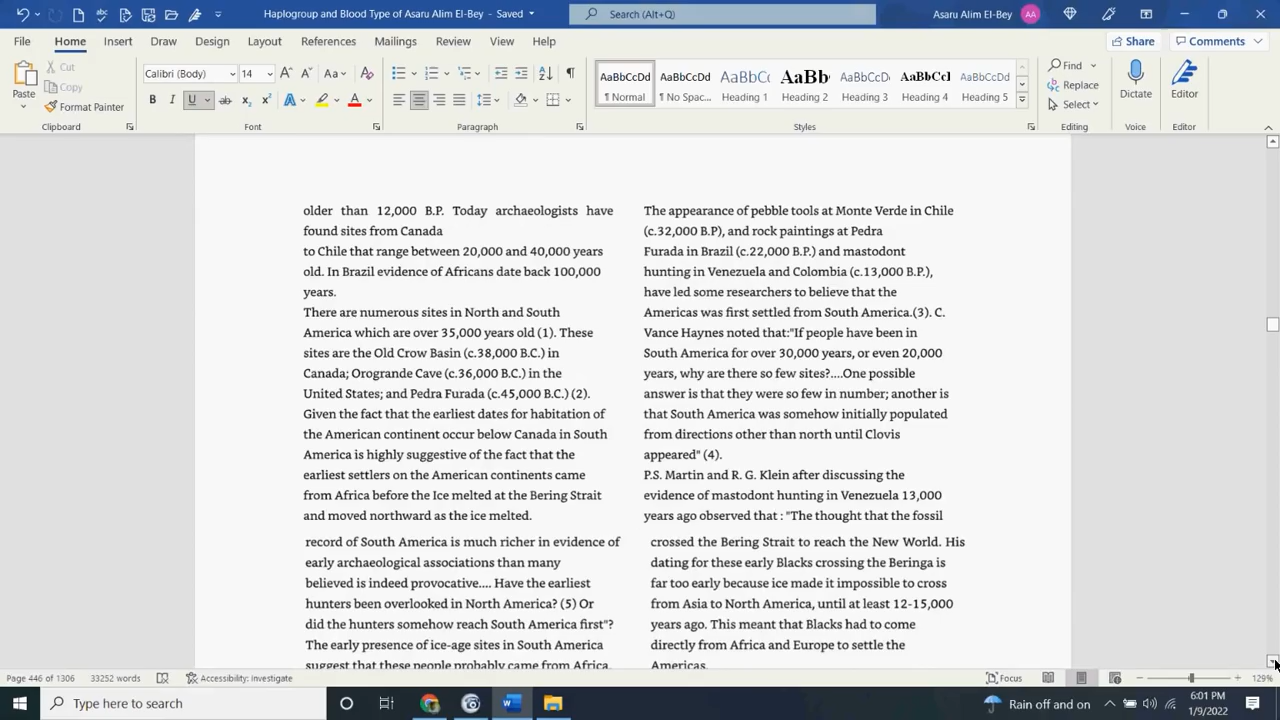 Haplogroup and Blood Type of Asaru Alim El-Bey - Saved
Search (Alt+Q)
Asaru Alim El-Bey
AA
File Home Insert Draw Design Layout References Mailings Review View Help
Share
Comments
Paste
Cut
Copy
Format Painter
Clipboard
Calibri (Body)
14
Font
Paragraph
AaBbCcDd
¶ Normal
AaBbCcDd
¶ No Spac...
AaBbCc
Heading 1
AaBb
Heading 2
AaBbCcD
Heading 3
AaBbCcI
Heading 4
AaBbCcDd
Heading 5
Styles
Find
Replace
Select
Editing
Dictate
Voice
Editor
Editor
older than 12,000 B.P. Today archaeologists have
found sites from Canada
to Chile that range between 20,000 and 40,000 years
old. In Brazil evidence of Africans date back 100,000
years.
There are numerous sites in North and South
America which are over 35,000 years old (1). These
sites are the Old Crow Basin (c.38,000 B.C.) in
Canada; Orogrande Cave (c.36,000 B.C.) in the
United States; and Pedra Furada (c.45,000 B.C.) (2).
Given the fact that the earliest dates for habitation of
the American continent occur below Canada in South
America is highly suggestive of the fact that the
earliest settlers on the American continents came
from Africa before the Ice melted at the Bering Strait
and moved northward as the ice melted.
The appearance of pebble tools at Monte Verde in Chile
(c.32,000 B.P), and rock paintings at Pedra
Furada in Brazil (c.22,000 B.P.) and mastodont
hunting in Venezuela and Colombia (c.13,000 B.P.),
have led some researchers to believe that the
Americas was first settled from South America.(3). C.
Vance Haynes noted that:"If people have been in
South America for over 30,000 years, or even 20,000
years, why are there so few sites?....One possible
answer is that they were so few in number; another is
that South America was somehow initially populated
from directions other than north until Clovis
appeared" (4).
P.S. Martin and R. G. Klein after discussing the
evidence of mastodont hunting in Venezuela 13,000
years ago observed that : "The thought that the fossil
record of South America is much richer in evidence of
early archaeological associations than many
believed is indeed provocative.... Have the earliest
hunters been overlooked in North America? (5) Or
did the hunters somehow reach South America first"?
The early presence of ice-age sites in South America
suggest that these people probably came from Africa.
crossed the Bering Strait to reach the New World. His
dating for these early Blacks crossing the Beringa is
far too early because ice made it impossible to cross
from Asia to North America, until at least 12-15,000
years ago. This meant that Blacks had to come
directly from Africa and Europe to settle the
Americas.
Page 446 of 1306
33252 words
Accessibility: investigate
Focus
129%
Type here to search
Rain off and on
6:01 PM
1/9/2022